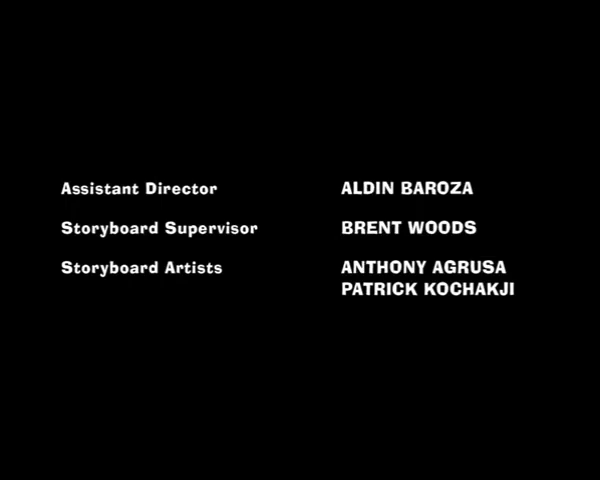 Assistant Director ALDIN BAROZA
Storyboard Supervisor BRENT WOODS
Storyboard Artists ANTHONY AGRUSA
PATRICK KOCHAKJI